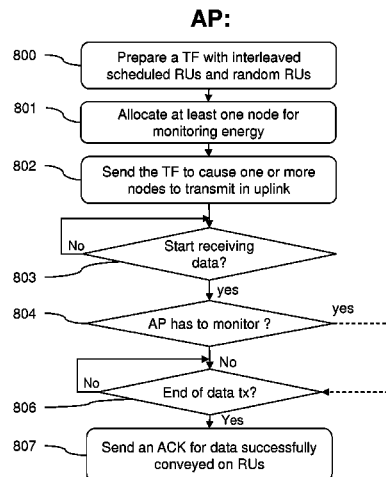 AP:
800
Prepare a TF with interleaved
scheduled RUs and random RUs
801
Allocate at least one node for
monitoring energy
802
Send the TF to cause one or more
nodes to transmit in uplink
No
Start receiving
data?
803
yes
804
AP has to monitor ?
yes
No
No
End of data tx?
806
Yes
807
Send an ACK for data successfully
conveyed on RUs